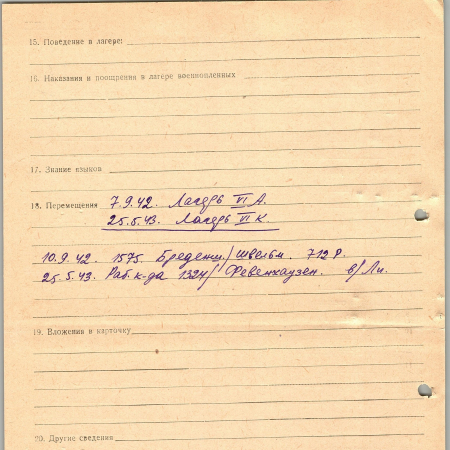 15. Поведение в лагере:
16. Наказания и поощрения в лагере военнопленных
17. Знание языков
18. Перемещения 7.9.42. Лагерь VI А.
25.5.43. Лагерь VI К.
10.9.42. 1575. Бреденш./Швельм. 712 Р.
25.5.43. Раб. к-да 1324/ Февенхаузен. в/Ли.
19. Вложения в карточку
20. Другие сведения